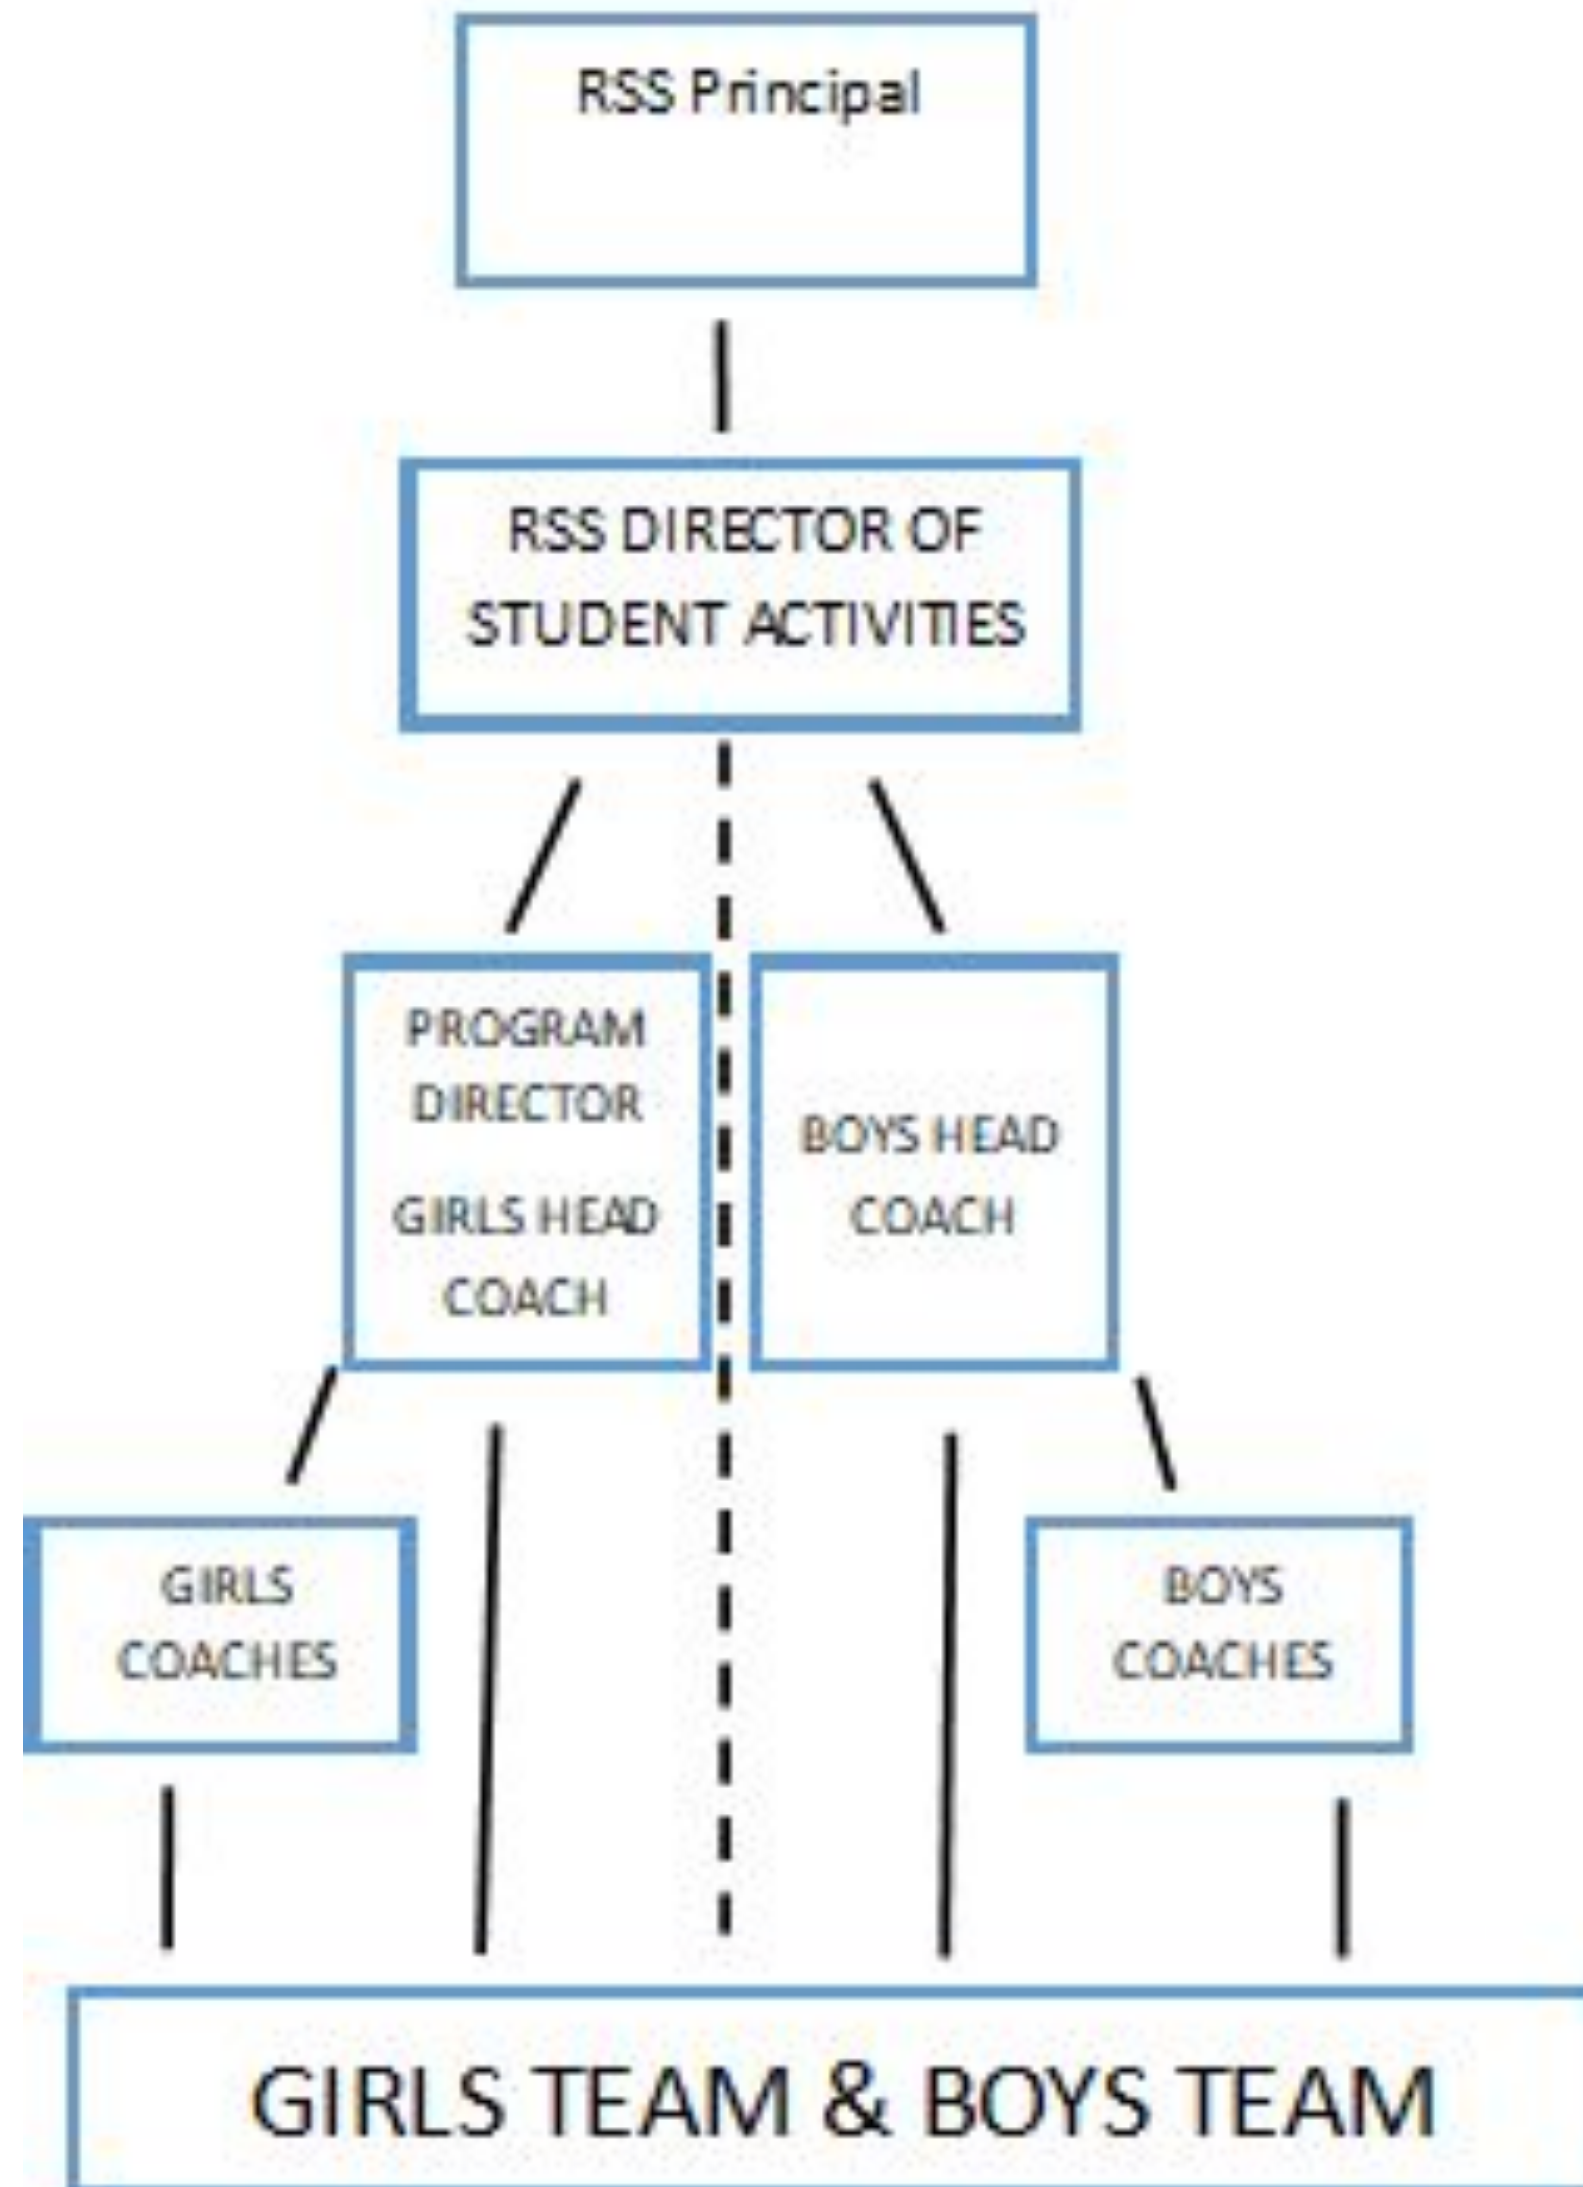 RSS Principal
RSS DIRECTOR OF
STUDENT ACTIVITIES
PROGRAM
DIRECTOR
GIRLS HEAD
COACH
BOYS HEAD
COACH
GIRLS
COACHES
BOYS
COACHES
GIRLS TEAM & BOYS TEAM